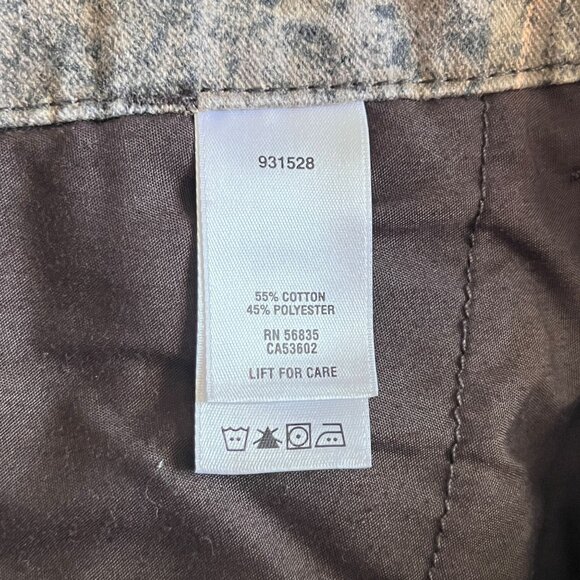 931528
55% COTTON
45% POLYESTER
RN 56835
CA53602
LIFT FOR CARE